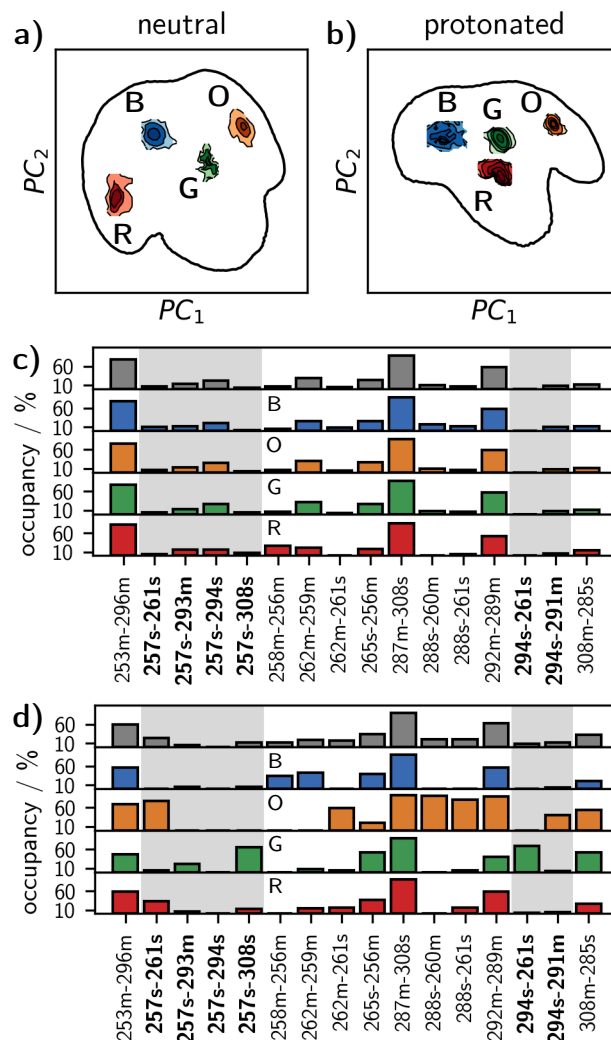 a) neutral
b) protonated
B
O
G
R
PC2
PC1
B
G
O
R
PC2
PC1
c)
occupancy / %
60
10
60
10
B
60
10
O
60
10
G
60
10
R
253m-296m
257s-261s
257s-293m
257s-294s
257s-308s
258m-256m
262m-259m
262m-261s
265s-256m
287m-308s
288s-260m
288s-261s
292m-289m
294s-261s
294s-291m
308m-285s
d)
occupancy / %
60
10
60
10
B
60
10
O
60
10
G
60
10
R
253m-296m
257s-261s
257s-293m
257s-294s
257s-308s
258m-256m
262m-259m
262m-261s
265s-256m
287m-308s
288s-260m
288s-261s
292m-289m
294s-261s
294s-291m
308m-285s